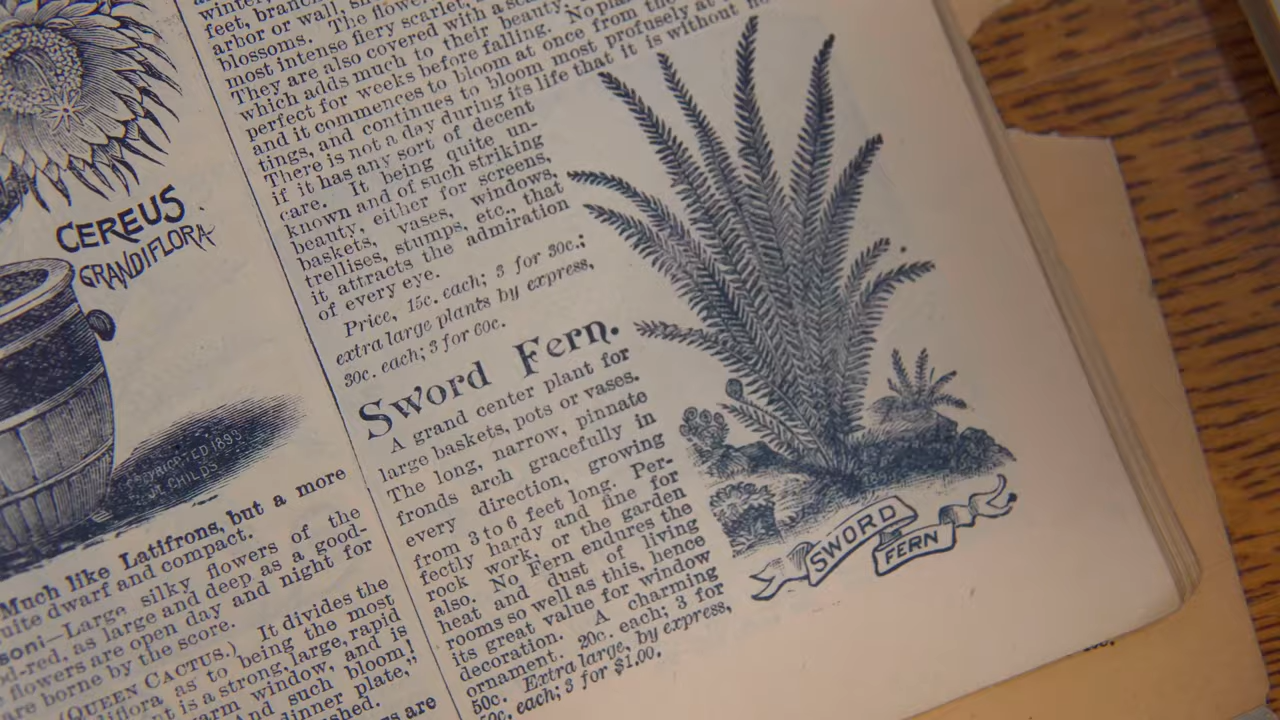 CEREUS
GRANDIFLORA
COPYRIGHTED 1899
CHILDS
Much like Latifrons, but a more
quite dwarf and compact.
soni—Large silky flowers of the
od-red, as large and deep as a good-
flowers are open day and night for
are borne by the score.
(QUEEN CACTUS.) It divides the
diflora as to being the most
nt is a strong, large, rapid
arm window, and is
And such bloom!
dinner plate,"
shed.
are
winter,
feet, branch
arbor or wall,
blossoms. The flowe
most intense fiery scarlet,
They are also covered with a
which adds much to their beauty,
perfect for weeks before falling. No plan
and it commences to bloom at once from the
tings, and continues to bloom most profusely at
There is not a day during its life that it is without
if it has any sort of decent
care. It being quite un-
known and of such striking
beauty, either for screens,
baskets, vases, windows,
trellises, stumps, etc., that
it attracts the admiration
of every eye.
Price, 15c. each; 3 for 30c.;
extra large plants by express,
30c. each; 3 for 60c.
Sword Fern.
A grand center plant for
large baskets, pots or vases.
The long, narrow, pinnate
fronds arch gracefully in
every direction, growing
from 3 to 6 feet long. Per-
fectly hardy and fine for
rock work, or the garden
also. No Fern endures the
heat and dust of living
rooms so well as this, hence
its great value for window
decoration. A charming
ornament. 20c. each; 3 for
50c. Extra large, by express,
50c. each; 3 for $1.00.
SWORD
FERN